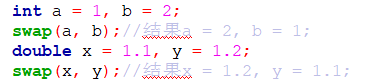 int a = 1, b = 2;
swap(a, b);//结果a = 2, b = 1;
double x = 1.1, y = 1.2;
swap(x, y);//结果x = 1.2, y = 1.1;